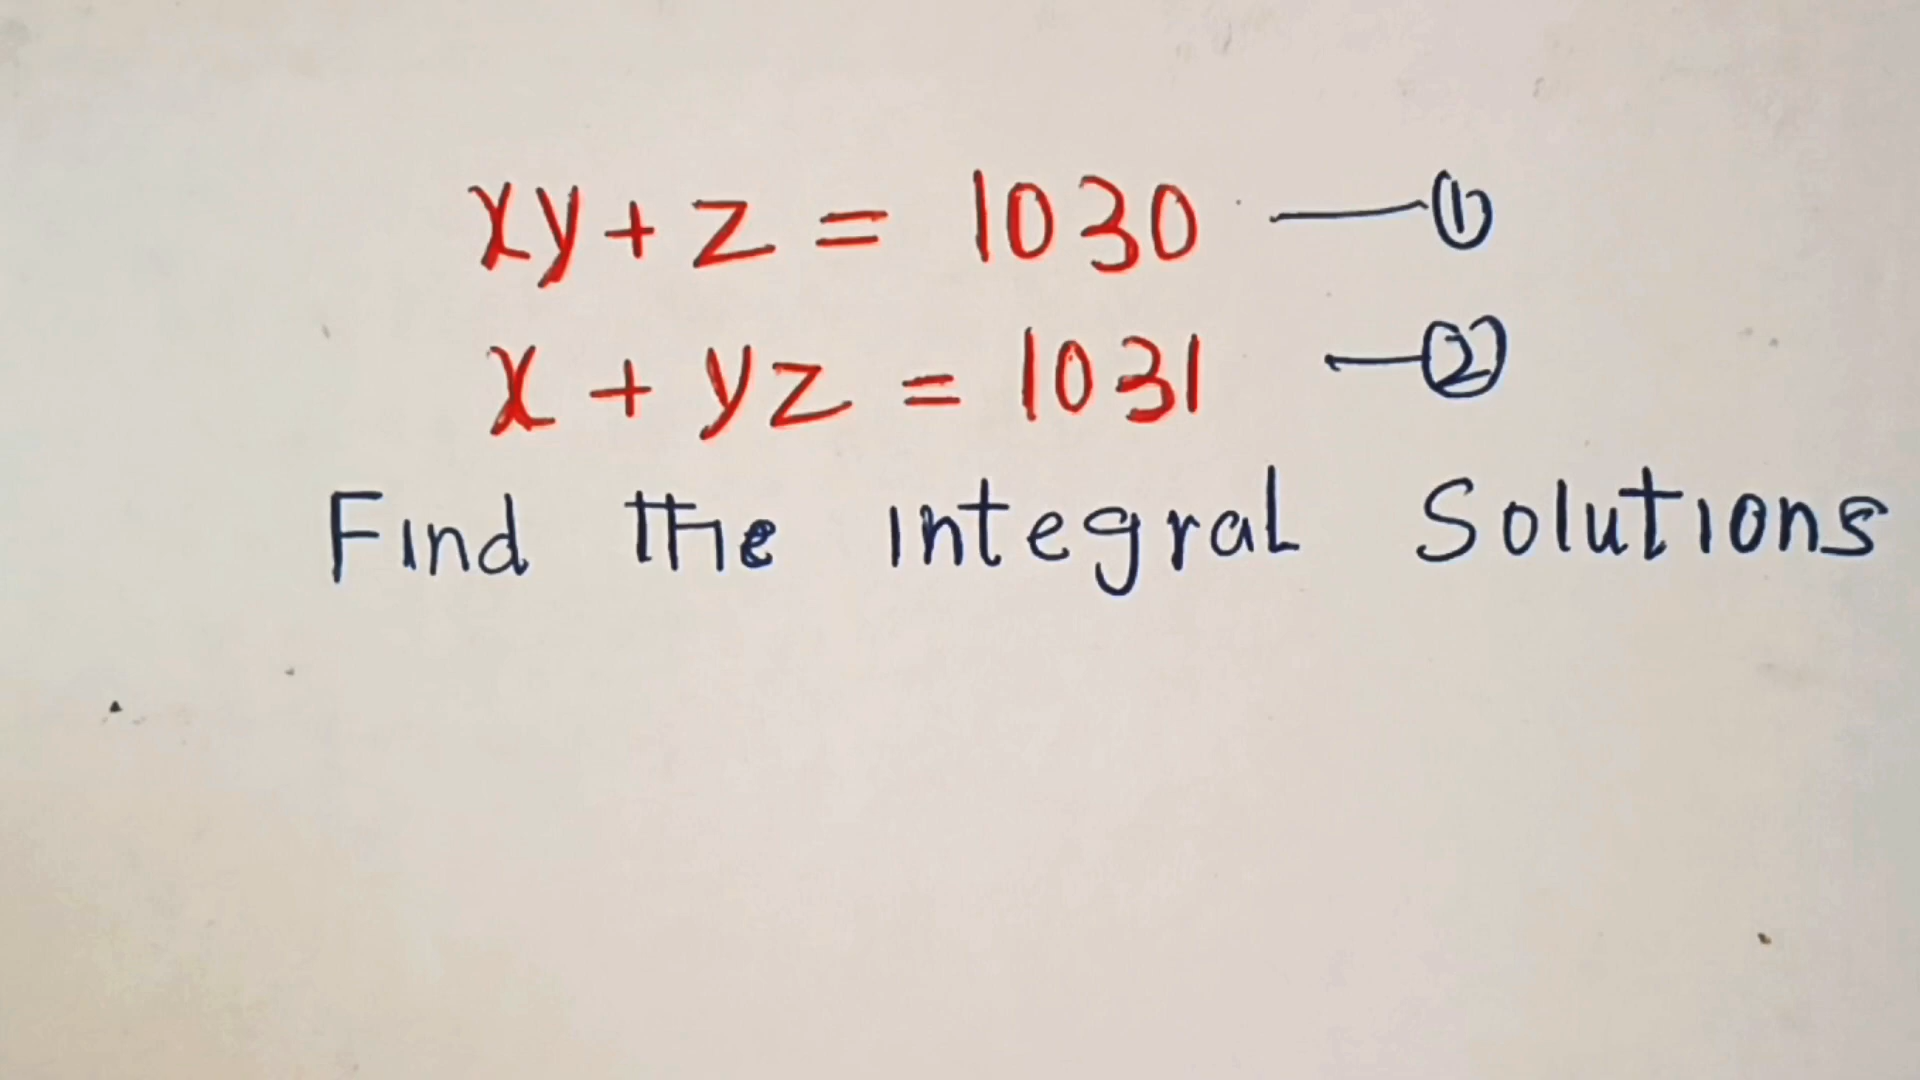 xy + z = 1030 —①
x + yz = 1031 —②
Find the integral Solutions